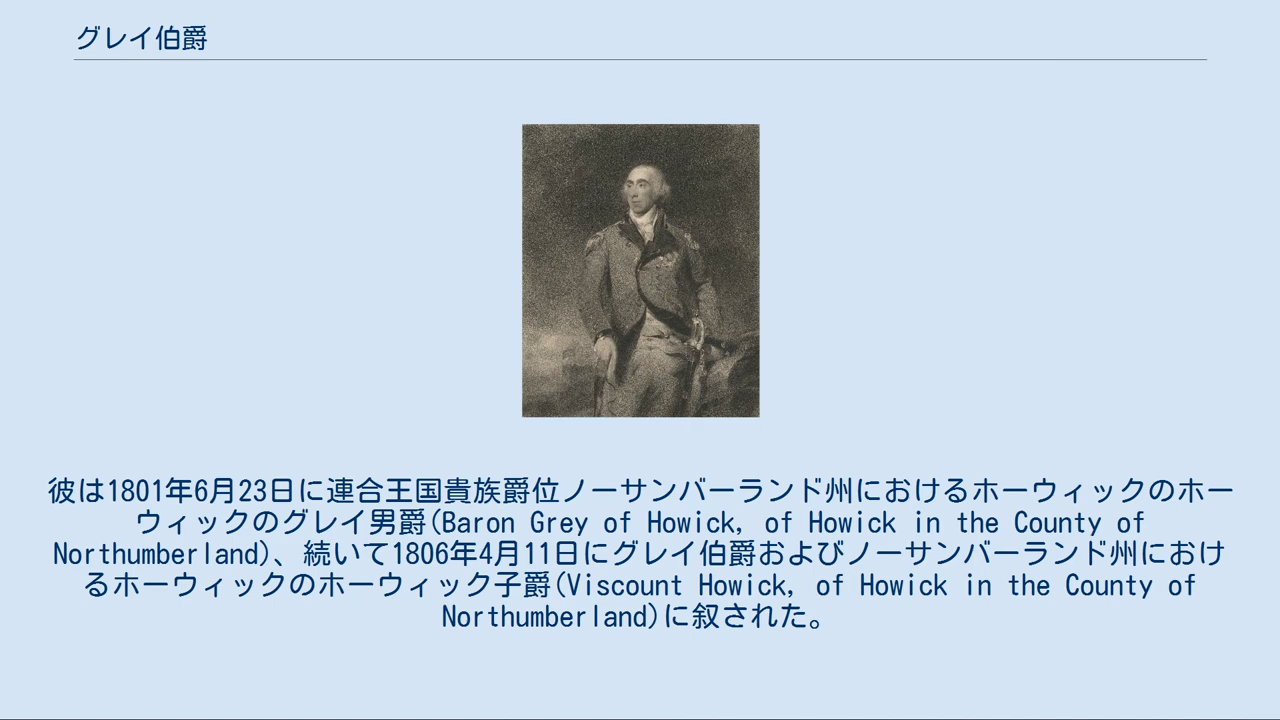 グレイ伯爵
彼は1801年6月23日に連合王国貴族爵位ノーサンバーランド州におけるホーウィックのホー
ウィックのグレイ男爵(Baron Grey of Howick, of Howick in the County of
Northumberland)、続いて1806年4月11日にグレイ伯爵およびノーサンバーランド州におけ
るホーウィックのホーウィック子爵(Viscount Howick, of Howick in the County of
Northumberland)に叙された。